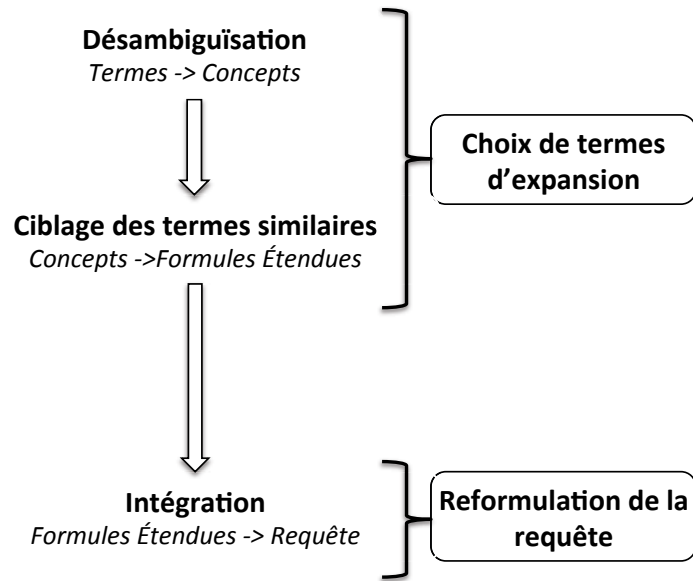 Désambiguïsation
Termes -> Concepts
Choix de termes
d’expansion
Ciblage des termes similaires
Concepts ->Formules Étendues
Intégration
Formules Étendues -> Requête
Reformulation de la
requête